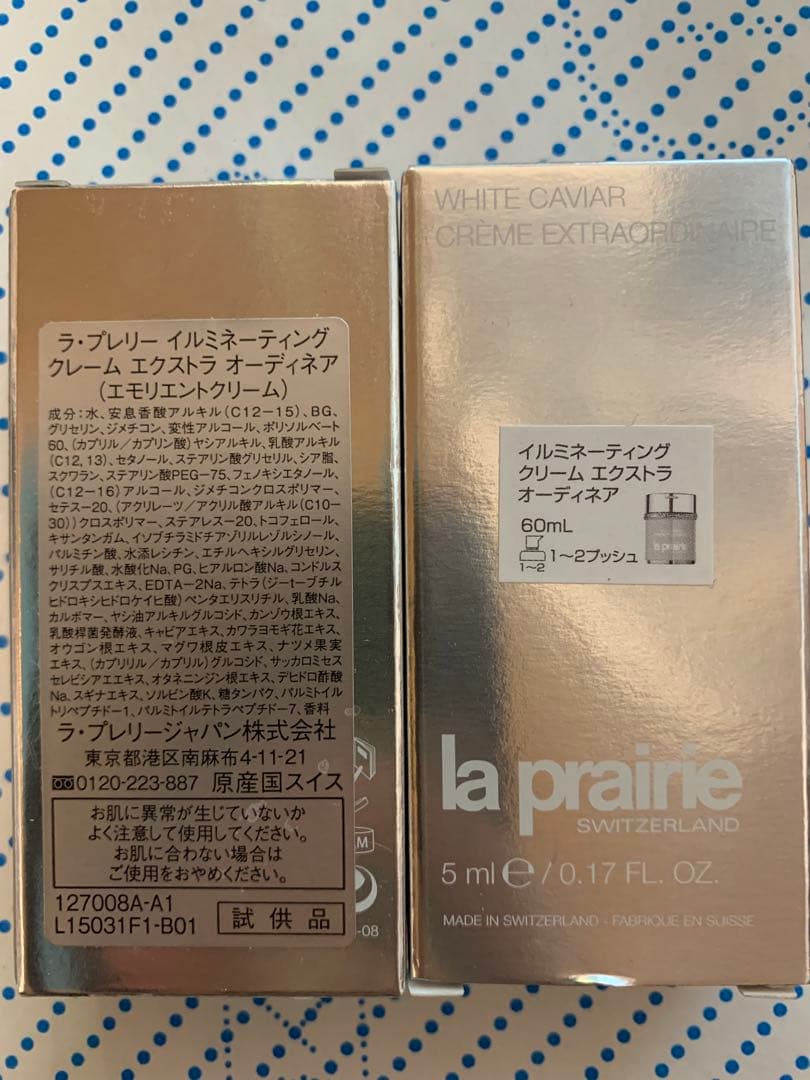 ラ・プレリー イルミネーティング
クレーム エクストラ オーディネア
(エモリエントクリーム)
成分:水、安息香酸アルキル(C12-15)、BG、
グリセリン、ジメチコン、変性アルコール、ポリソルベート
60、(カプリル/カプリン酸)ヤシアルキル、乳酸アルキル
(C12,13)、セタノール、ステアリン酸グリセリル、シア脂、
スクワラン、ステアリン酸PEG-75、フェノキシエタノール、
(C12-16)アルコール、ジメチコンクロスポリマー、
セテス-20、(アクリレーツ/アクリル酸アルキル(C10-
30))クロスポリマー、ステアレス-20、トコフェロール、
キサンタンガム、イソブチラミドチアゾリルレゾルシノール、
パルミチン酸、水添レシチン、エチルヘキシルグリセリン、
サリチル酸、水酸化Na、PG、ヒアルロン酸Na、コンドルス
クリスプスエキス、EDTA-2Na、テトラ(ジ-t-ブチル
ヒドロキシヒドロケイヒ酸)ペンタエリスリチル、乳酸Na、
カルボマー、ヤシ油アルキルグルコシド、カンゾウ根エキス、
乳酸桿菌発酵液、キャビアエキス、カワラヨモギ花エキス、
オウゴン根エキス、マグワ根皮エキス、ナツメ果実
エキス、(カプリリル/カプリル)グルコシド、サッカロミセス
セレビシアエエキス、オタネニンジン根エキス、デヒドロ酢酸
Na、スギナエキス、ソルビン酸K、糖タンパク、パルミトイル
トリペプチド-1、パルミトイルテトラペプチド-7、香料
ラ・プレリージャパン株式会社
東京都港区南麻布4-11-21
0120-223-887 原産国スイス
お肌に異常が生じていないか
よく注意して使用してください。
お肌に合わない場合は
ご使用をおやめください。
127008A-A1
L15031F1-B01
試供品
M
-08
WHITE CAVIAR
CRÈME EXTRAORDINAIRE
イルミネーティング
クリーム エクストラ
オーディネア
60mL
1~2プッシュ
1~2
la prairie
la prairie
SWITZERLAND
5 ml e / 0.17 FL. OZ.
MADE IN SWITZERLAND - FABRIQUE EN SUISSE